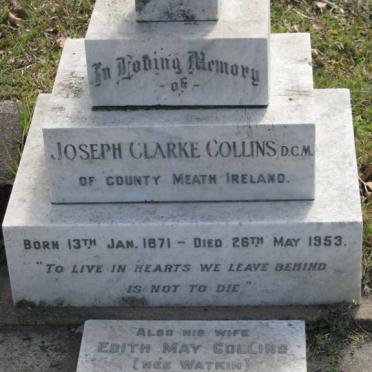 In Loving Memory
- of -
JOSEPH CLARKE COLLINS, D.C.M.
OF COUNTY MEATH IRELAND.
BORN 13TH JAN. 1871 - DIED 26TH MAY 1953.
"TO LIVE IN HEARTS WE LEAVE BEHIND
IS NOT TO DIE"
ALSO HIS WIFE
EDITH MAY COLLINS
(NEE WATKIN)